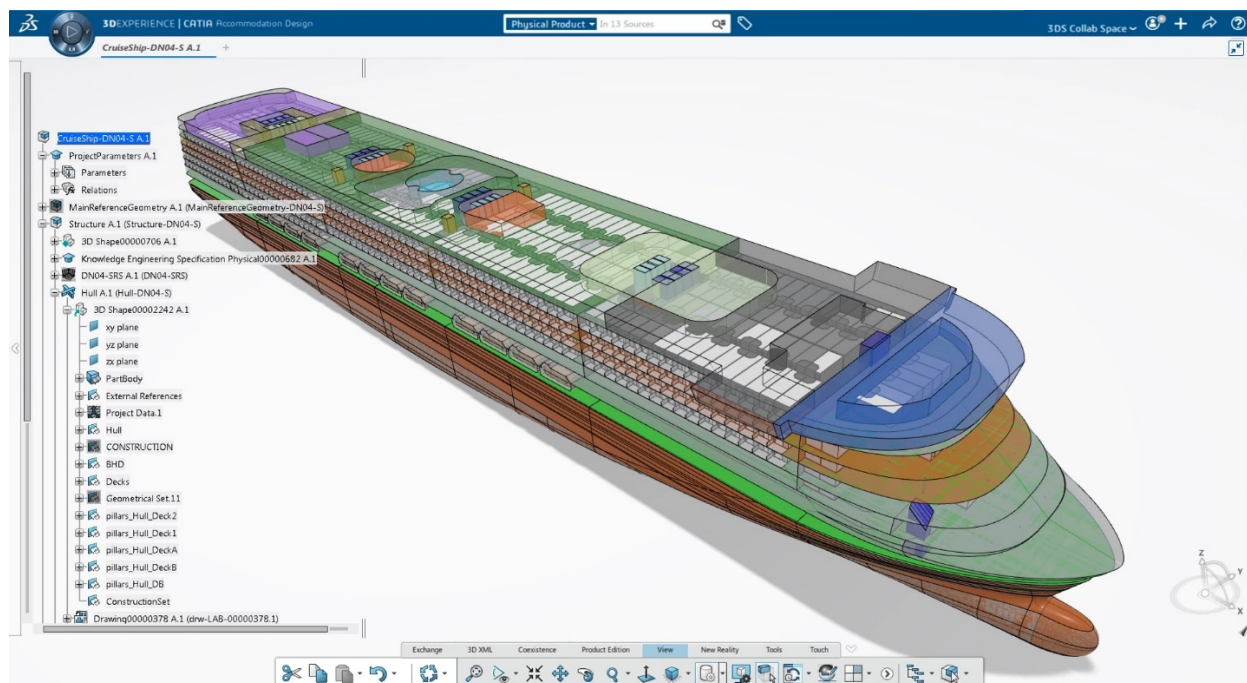 3DEXPERIENCE | CATIA Accommodation Design
Physical Product In 13 Sources
3DS Collab Space
CruiseShip-DN04-S A.1 +
CruiseShip-DN04-S A.1
ProjectParameters A.1
Parameters
Relations
MainReferenceGeometry A.1 (MainReferenceGeometry-DN04-S)
Structure A.1 (Structure-DN04-S)
3D Shape00000706 A.1
Knowledge Engineering Specification Physical00000682 A.1
DN04-SRS A.1 (DN04-SRS)
Hull A.1 (Hull-DN04-S)
3D Shape00002242 A.1
xy plane
yz plane
zx plane
PartBody
External References
Project Data.1
Hull
CONSTRUCTION
BHD
Decks
Geometrical Set.11
pillars_Hull_Deck2
pillars_Hull_Deck1
pillars_Hull_DeckA
pillars_Hull_DeckB
pillars_Hull_DB
ConstructionSet
Drawing00000378 A.1 (drw-LAB-00000378.1)
Z
Y
X
Exchange 3D XML Coexistence Product Edition View New Reality Tools Touch